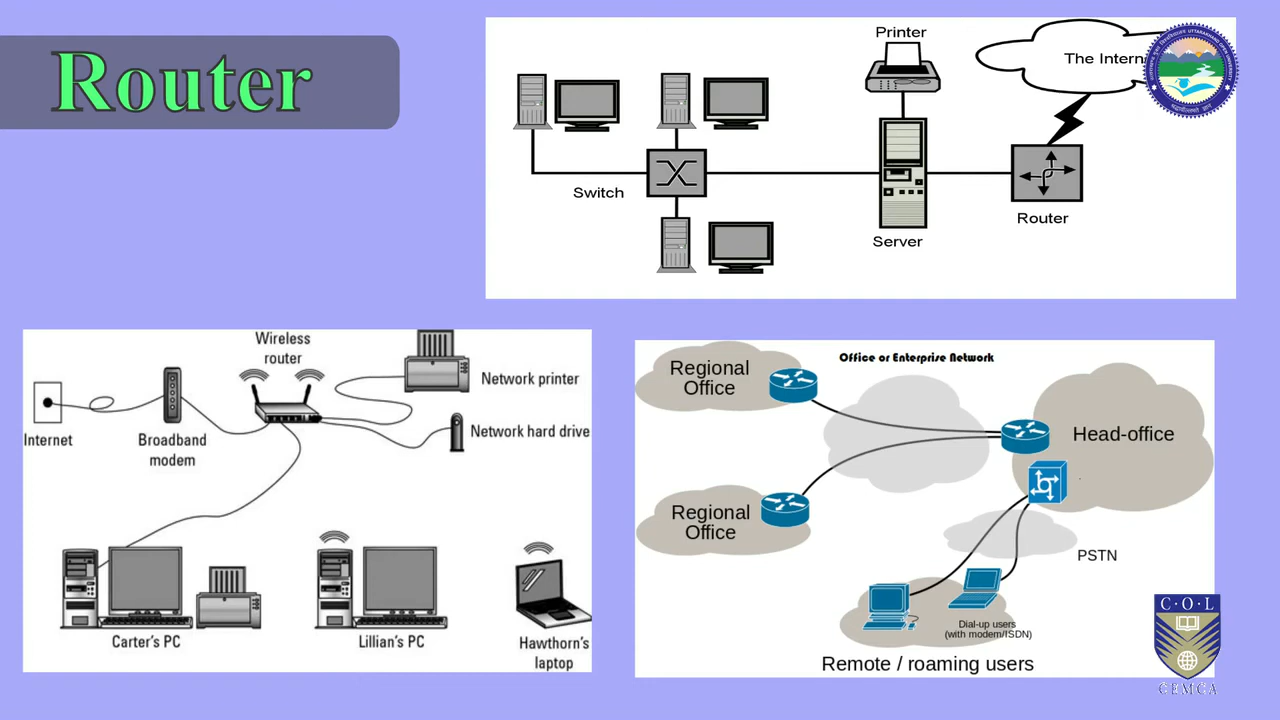 Router
Printer
The Intern
Switch
Server
Router
Wireless
router
Network printer
Internet
Broadband
modem
Network hard drive
Carter's PC
Lillian's PC
Hawthorn's
laptop
Office or Enterprise Network
Regional
Office
Head-office
Regional
Office
PSTN
Dial-up users
(with modem/ISDN)
Remote / roaming users
C·O·L
CEMCA